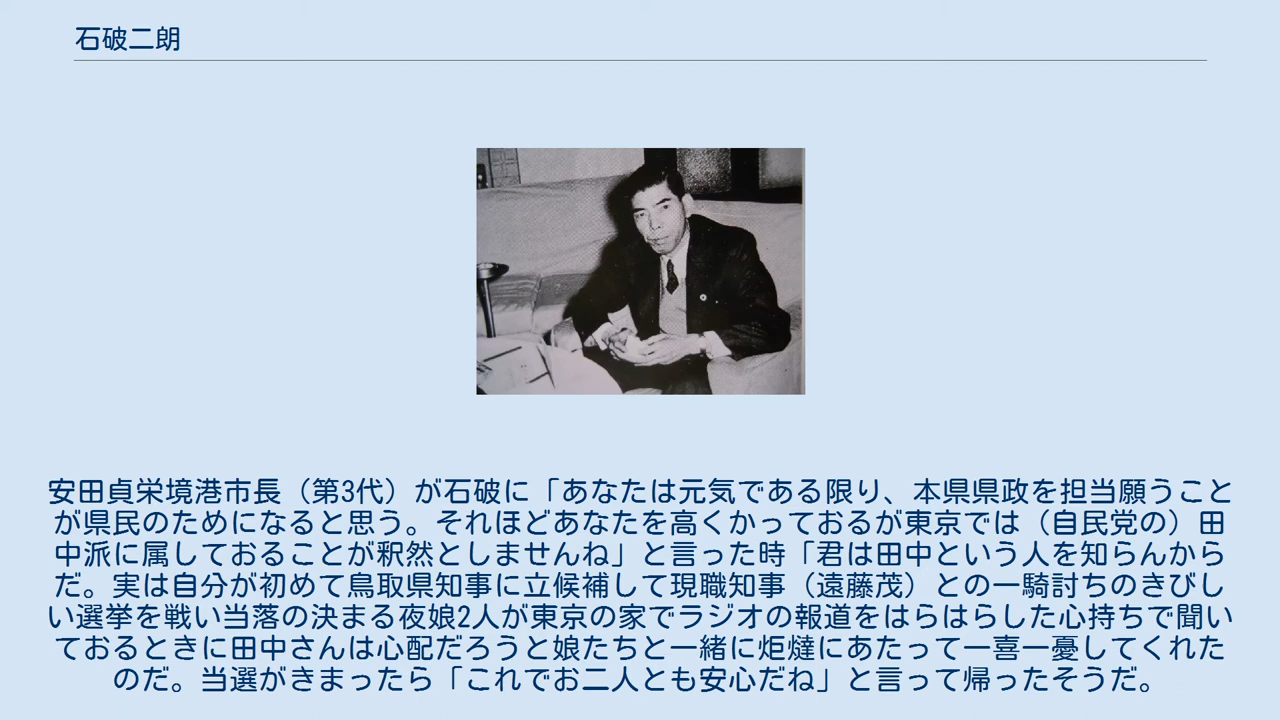 石破二朗
安田貞栄境港市長（第3代）が石破に「あなたは元気である限り、本県県政を担当願うこと
が県民のためになると思う。それほどあなたを高くかっておるが東京では（自民党の）田
中派に属しておることが釈然としませんね」と言った時「君は田中という人を知らんから
だ。実は自分が初めて鳥取県知事に立候補して現職知事（遠藤茂）との一騎討ちのきびし
い選挙を戦い当落の決まる夜娘2人が東京の家でラジオの報道をはらはらした心持ちで聞い
ておるときに田中さんは心配だろうと娘たちと一緒に炬燵にあたって一喜一憂してくれた
のだ。当選がきまったら「これでお二人とも安心だね」と言って帰ったそうだ。